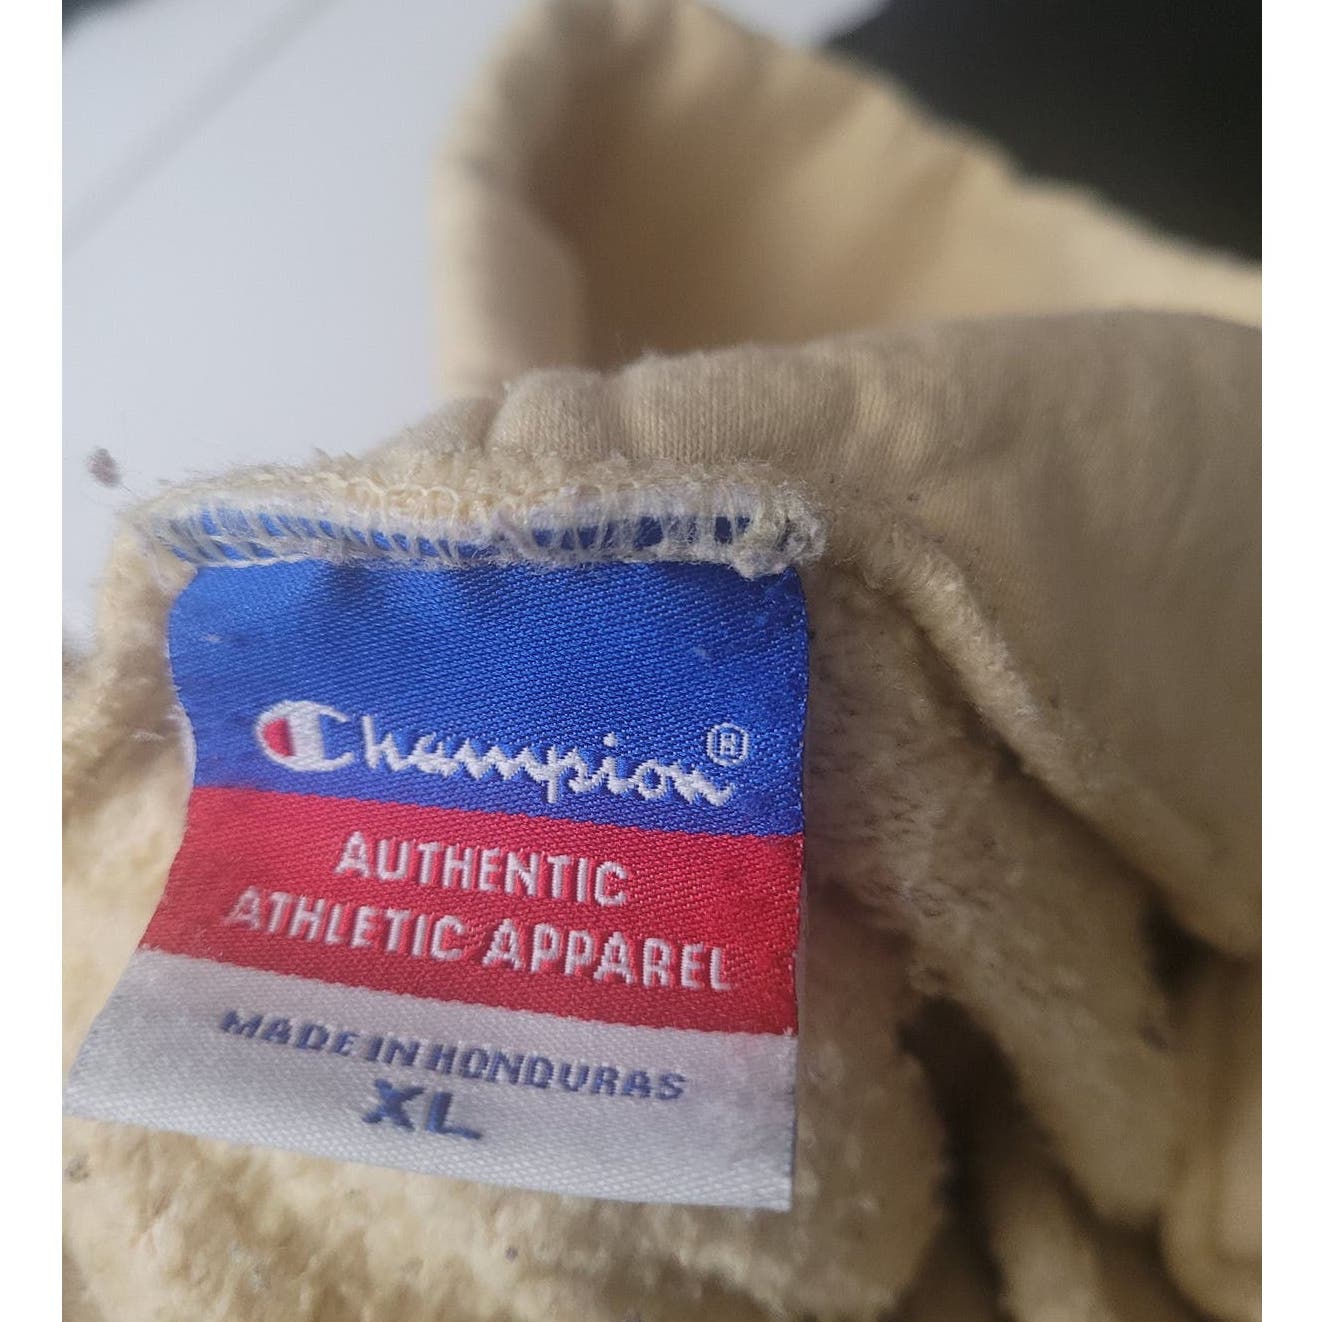 Champion®
AUTHENTIC
ATHLETIC APPAREL
MADE IN HONDURAS
XL